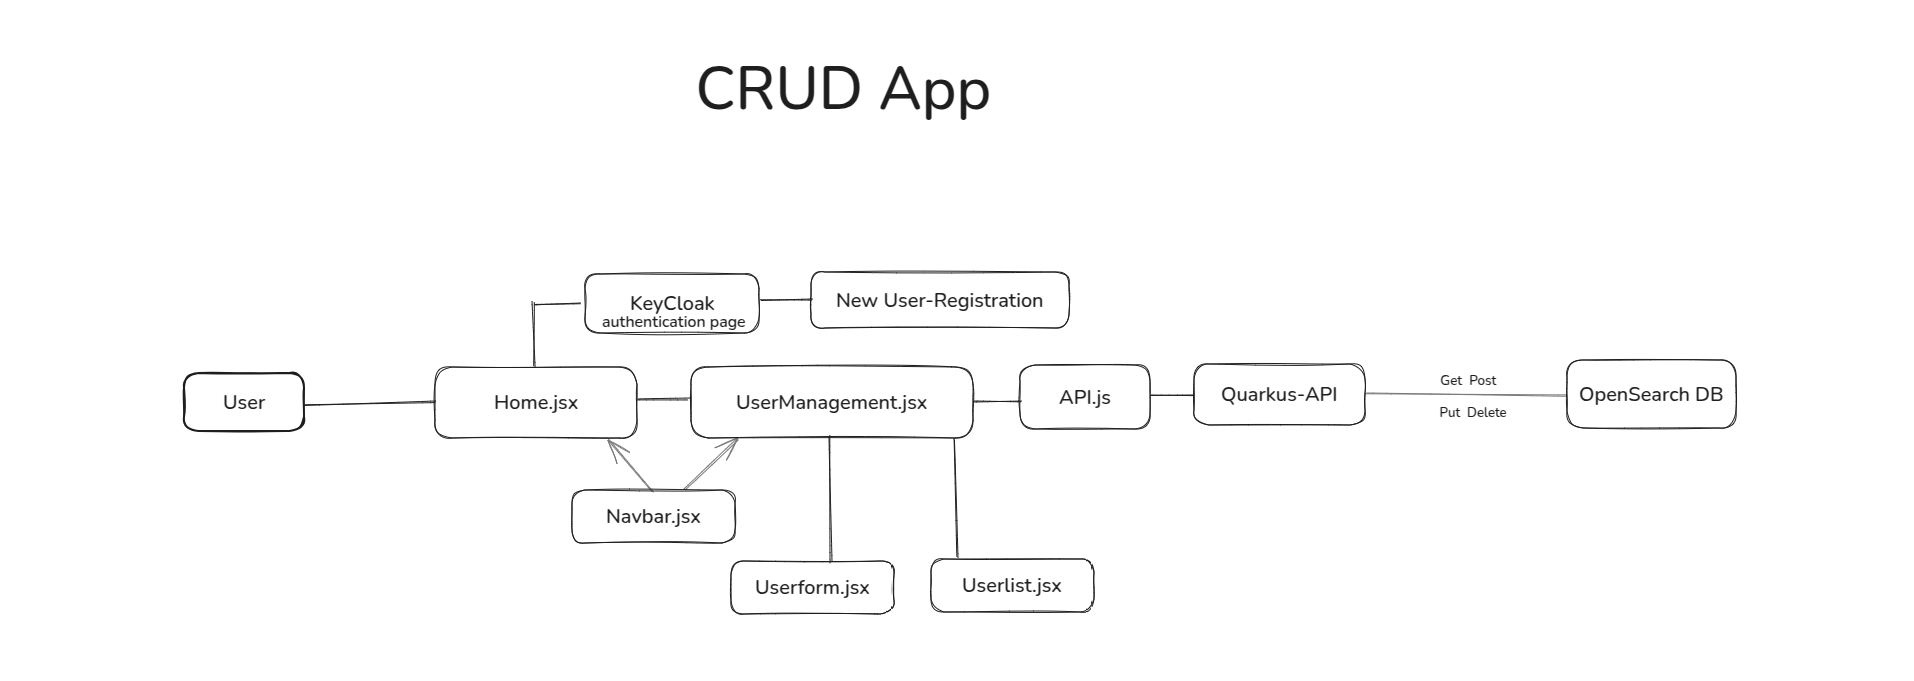 CRUD App
KeyCloak
authentication page
New User-Registration
User
Home.jsx
UserManagement.jsx
API.js
Quarkus-API
Get Post
Put Delete
OpenSearch DB
Navbar.jsx
Userform.jsx
Userlist.jsx